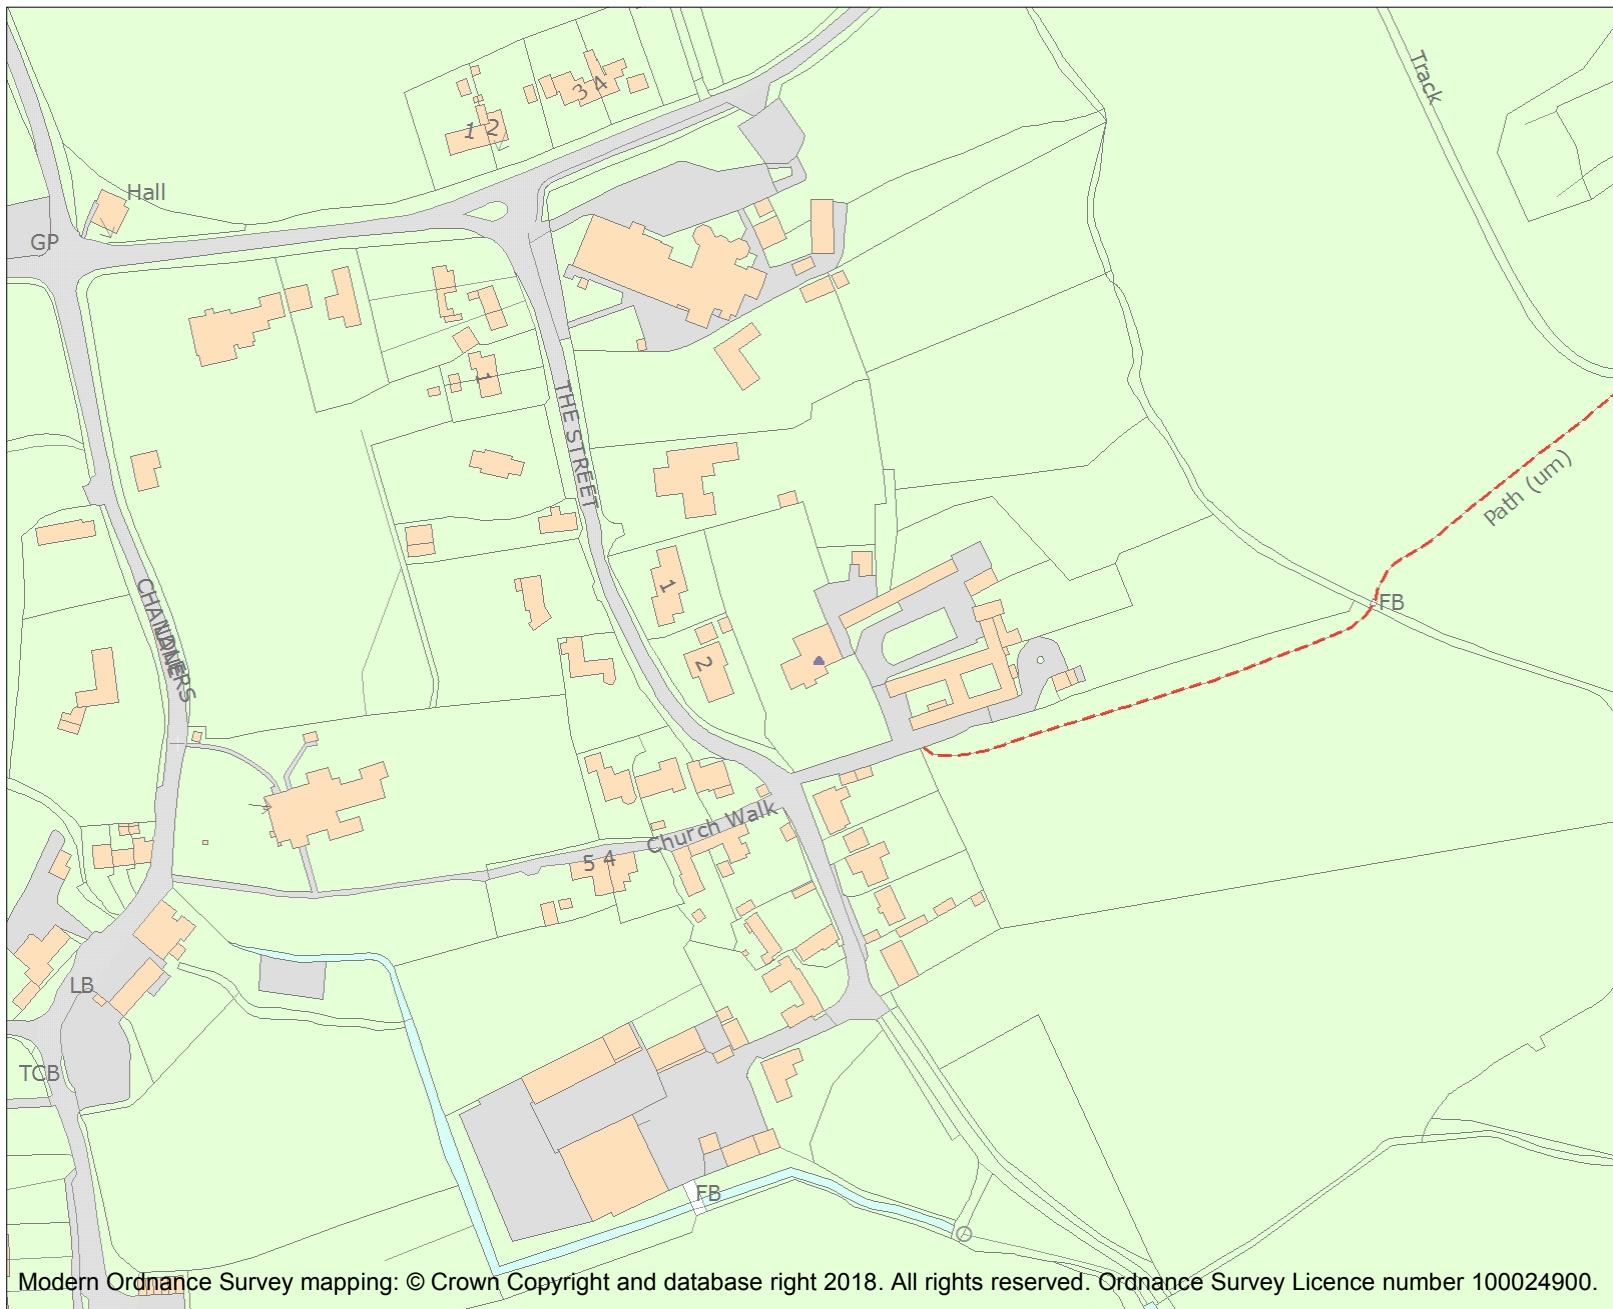 Track
3 4
1 2
Hall
GP
1
THE STREET
Path (um)
CHANDLERS
LANE
1
FB
2
Church Walk
5 4
LB
TCB
FB
Modern Ordnance Survey mapping: © Crown Copyright and database right 2018. All rights reserved. Ordnance Survey Licence number 100024900.